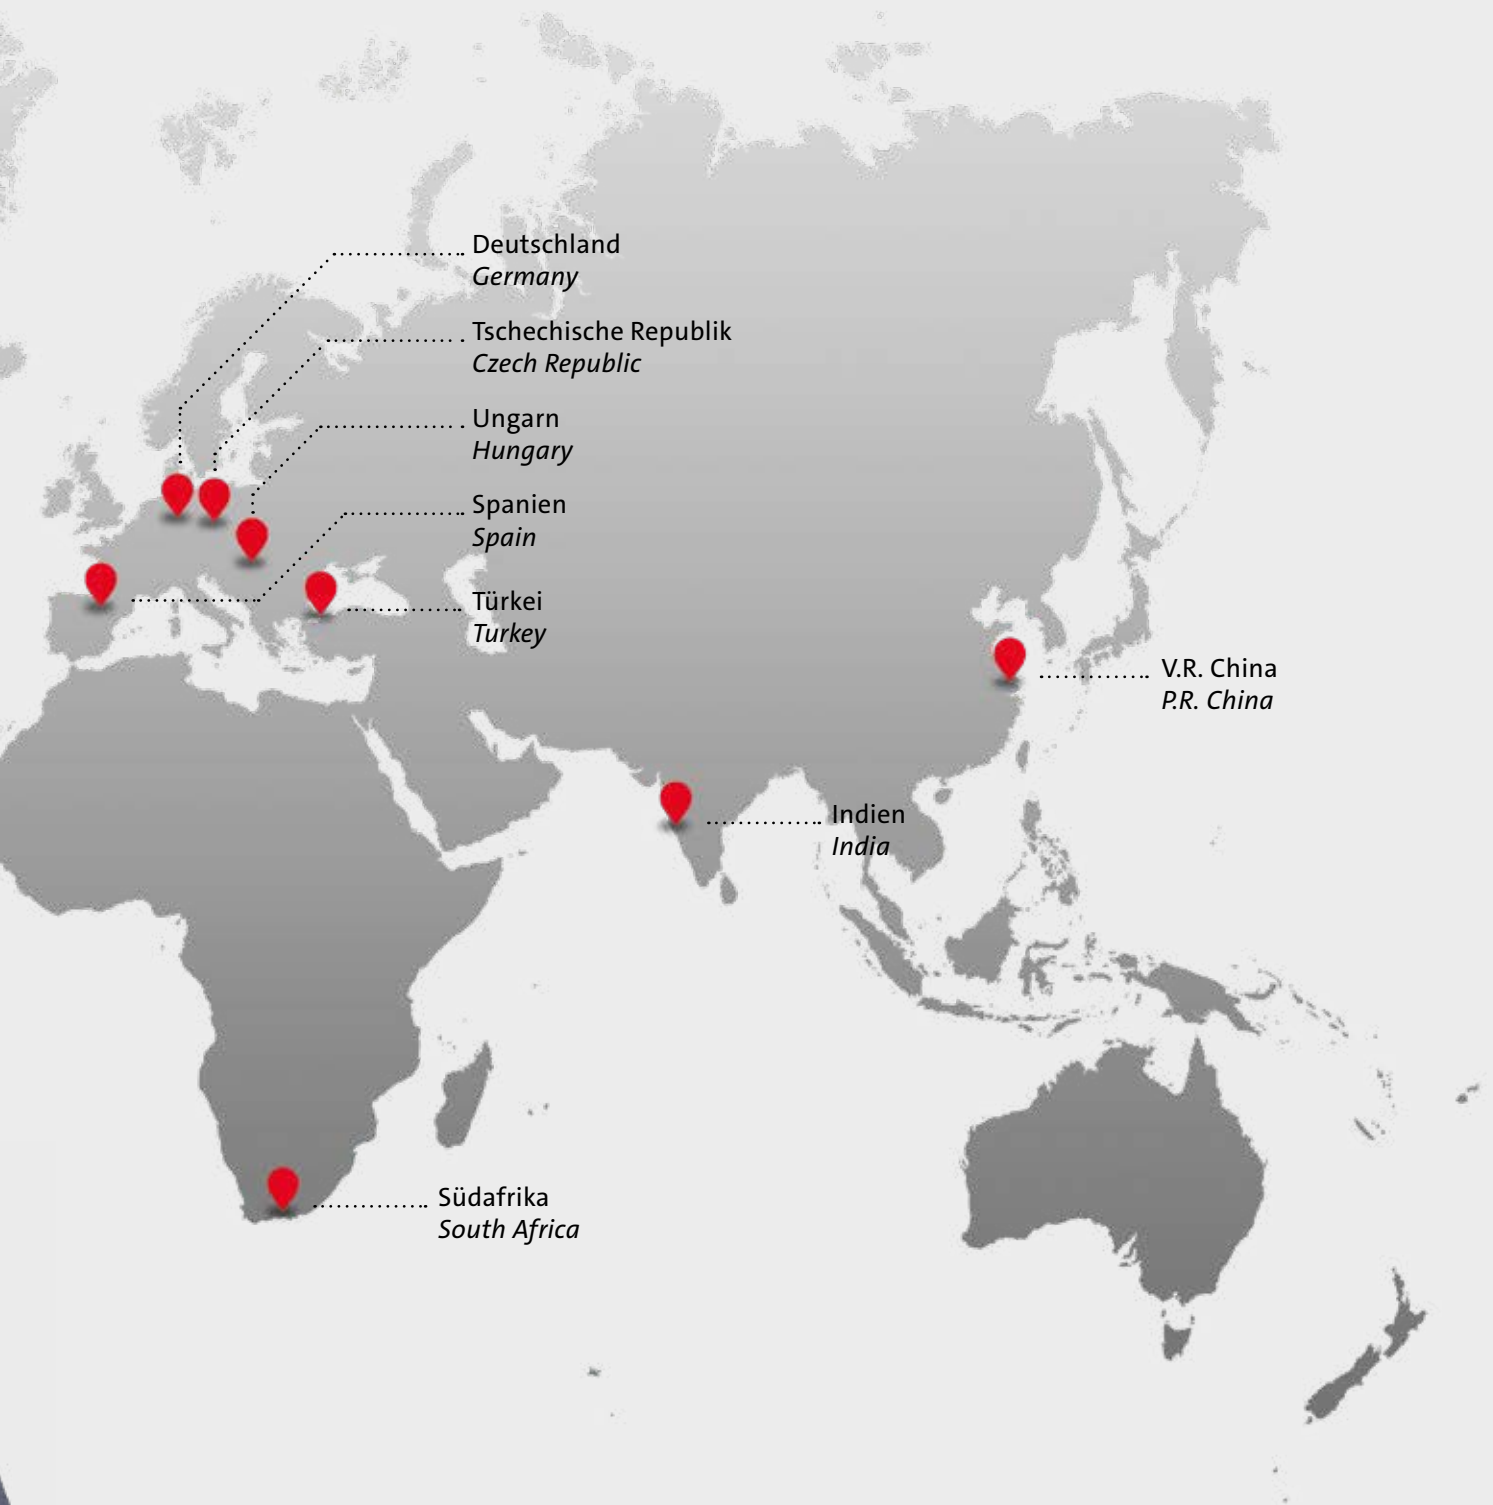 Deutschland
Germany
Tschechische Republik
Czech Republic
Ungarn
Hungary
Spanien
Spain
Türkei
Turkey
V.R. China
P.R. China
Indien
India
Südafrika
South Africa